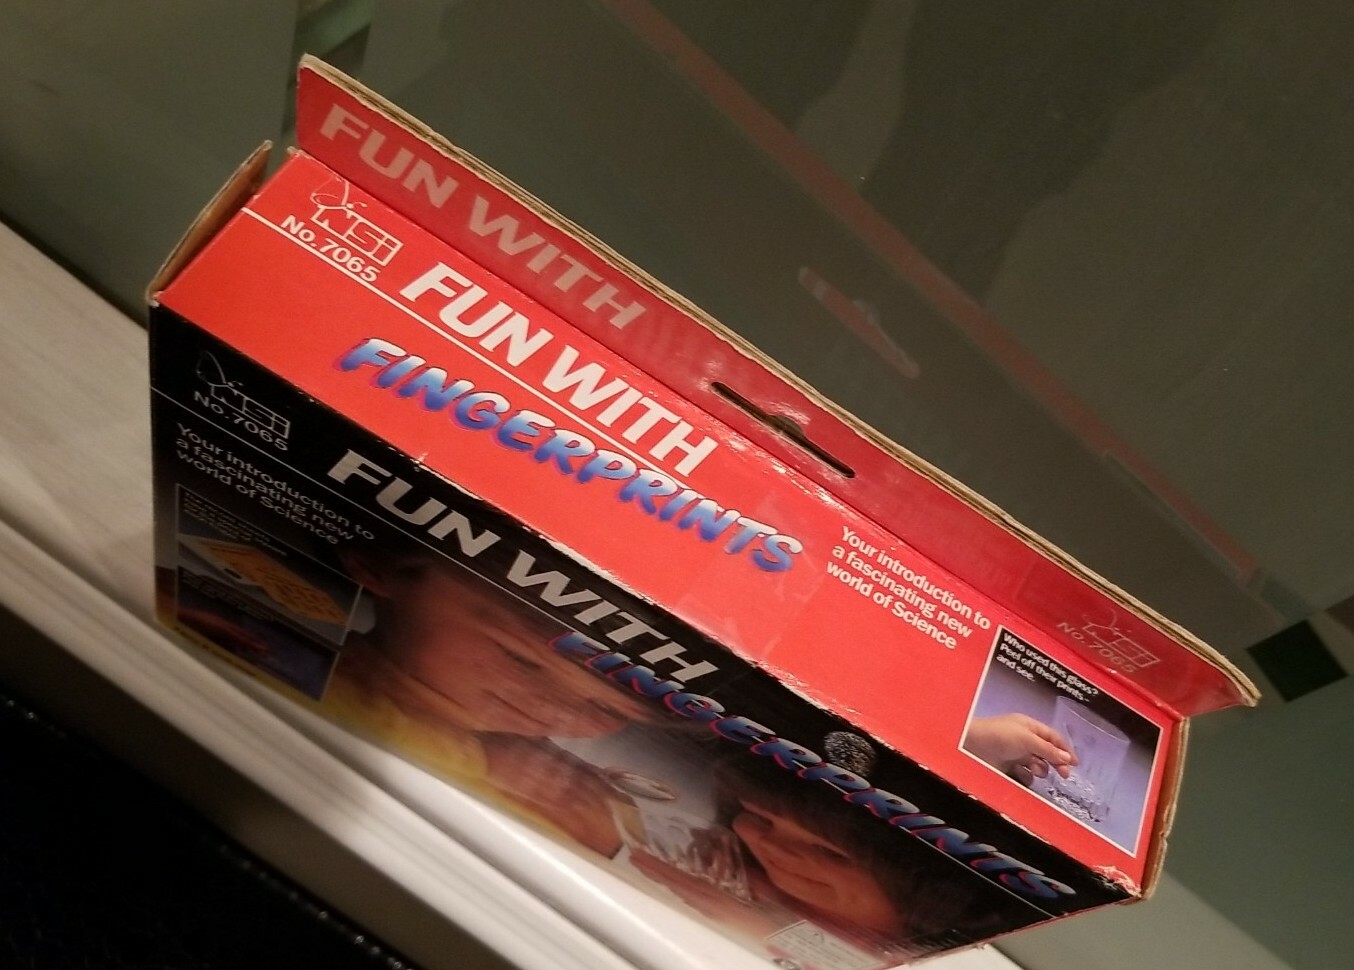 FUN WITH
NSi
No.7065
NSi
No.7065
FUN WITH
FINGERPRINTS
Your introduction to
a fascinating new
world of Science
Who used this glass?
Peel off their prints-
and see.
NSi
No.7065
Your introduction to
a fascinating new
world of Science
FUN WITH
FINGERPRINTS